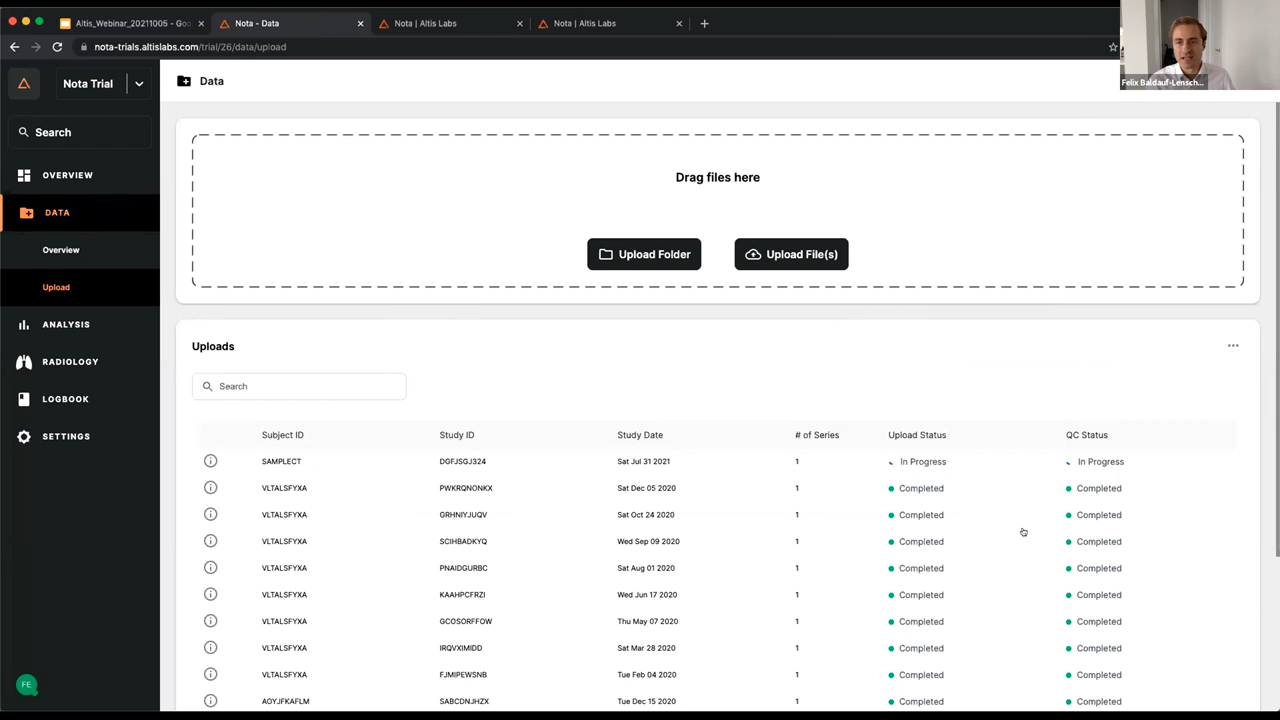 Atlis_Webinar_20211005 - Goo
Nota - Data
Nota | Altis Labs
Nota | Altis Labs
nota-trials.altislabs.com/trial/26/data/upload
Felix Baldauf-Lensch...
Nota Trial
Search
OVERVIEW
DATA
Overview
Upload
ANALYSIS
RADIOLOGY
LOGBOOK
SETTINGS
FE
Data
Drag files here
Upload Folder
Upload File(s)
Uploads
Search
Subject ID Study ID Study Date # of Series Upload Status QC Status
SAMPLECT DGFJSGJ324 Sat Jul 31 2021 1 In Progress In Progress
VLTALSFYXA PWKRQNONKX Sat Dec 05 2020 1 Completed Completed
VLTALSFYXA GRHNIYJUQV Sat Oct 24 2020 1 Completed Completed
VLTALSFYXA SCIHBADKYQ Wed Sep 09 2020 1 Completed Completed
VLTALSFYXA PNAIDGURBC Sat Aug 01 2020 1 Completed Completed
VLTALSFYXA KAAHPCFRZI Wed Jun 17 2020 1 Completed Completed
VLTALSFYXA GCOSORFFOW Thu May 07 2020 1 Completed Completed
VLTALSFYXA IRQVXIMIDD Sat Mar 28 2020 1 Completed Completed
VLTALSFYXA FJMIPEWSNB Tue Feb 04 2020 1 Completed Completed
AOYJFKAFLM SABCDNJHZX Tue Dec 15 2020 1 Completed Completed